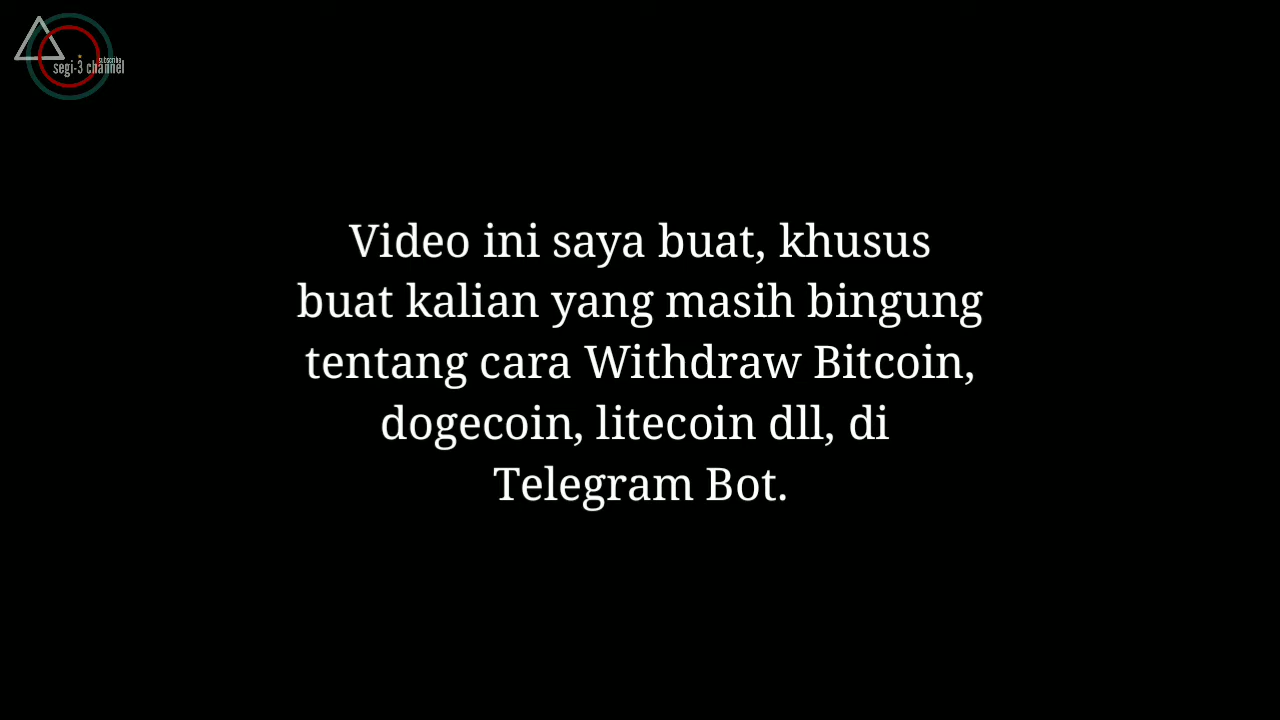 subscribe
segi-3 channel
Video ini saya buat, khusus
buat kalian yang masih bingung
tentang cara Withdraw Bitcoin,
dogecoin, litecoin dll, di
Telegram Bot.